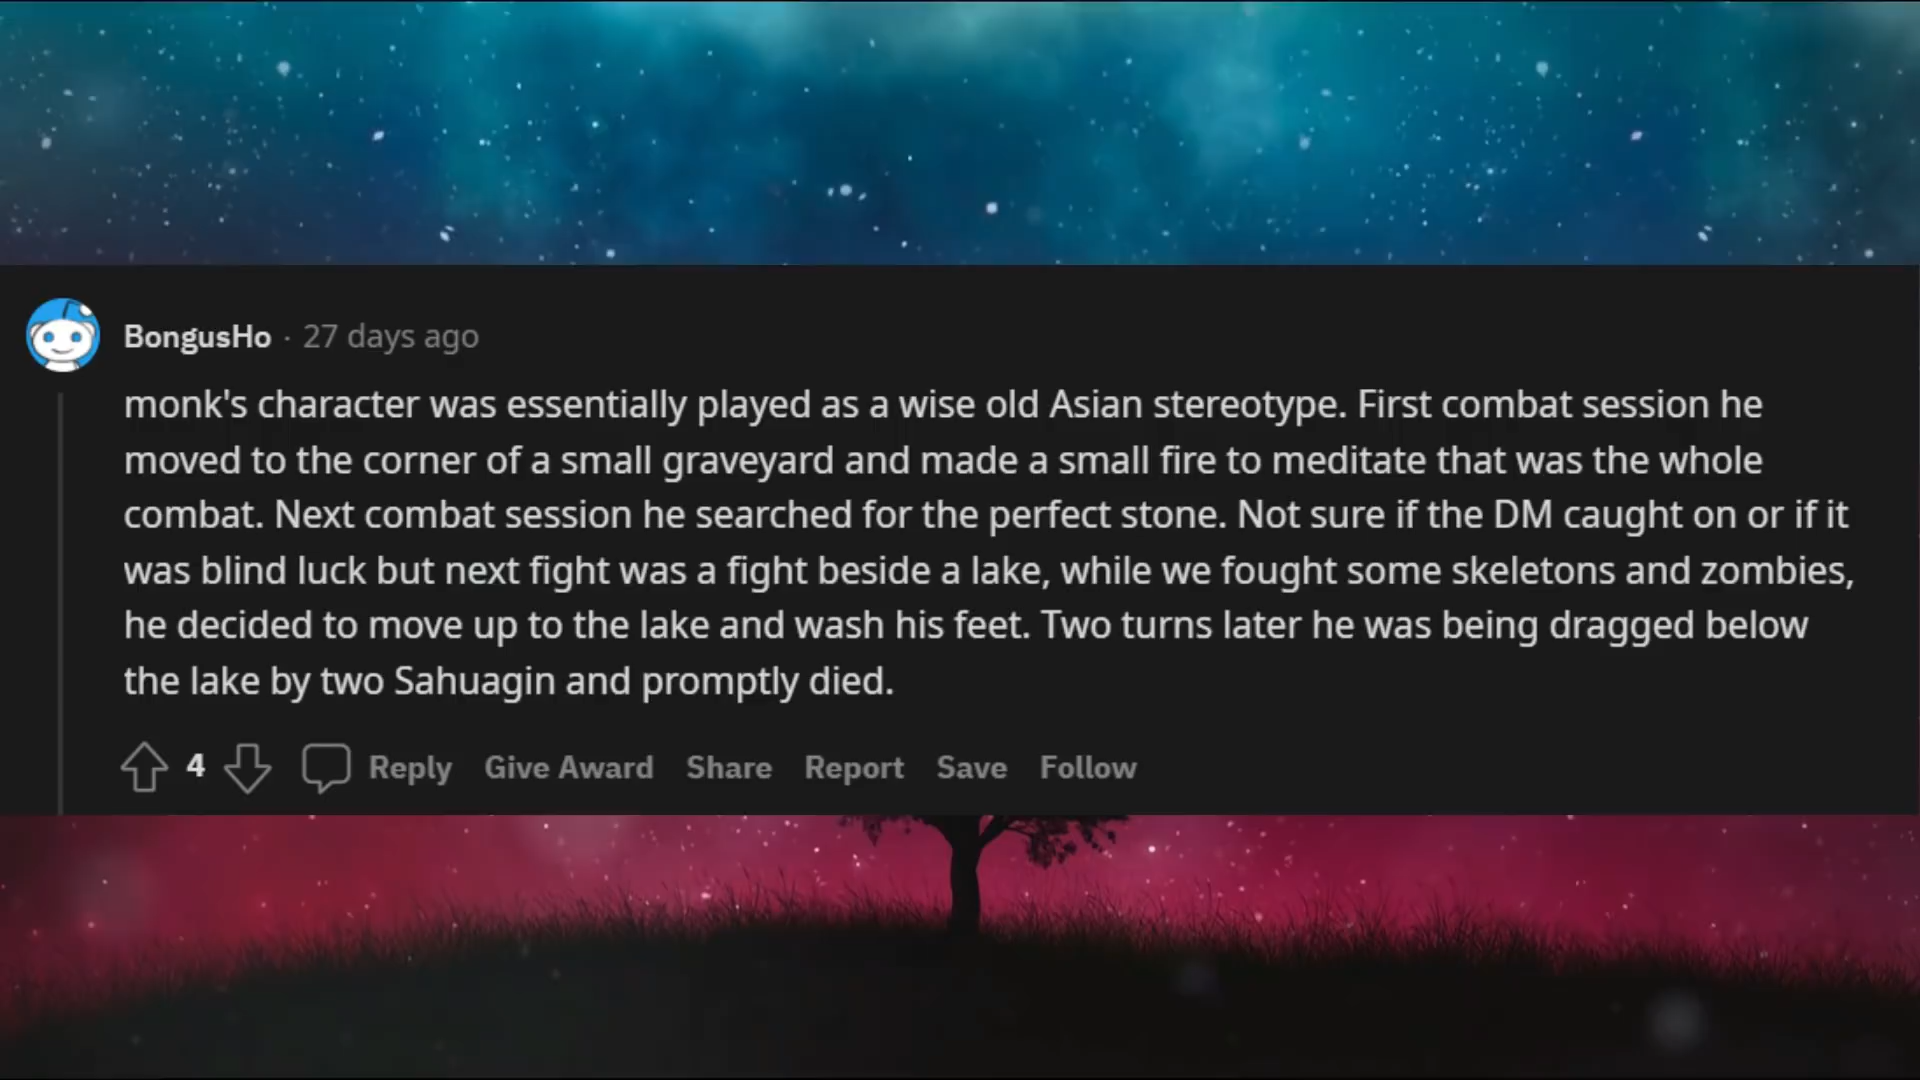 BongusHo · 27 days ago
monk's character was essentially played as a wise old Asian stereotype. First combat session he
moved to the corner of a small graveyard and made a small fire to meditate that was the whole
combat. Next combat session he searched for the perfect stone. Not sure if the DM caught on or if it
was blind luck but next fight was a fight beside a lake, while we fought some skeletons and zombies,
he decided to move up to the lake and wash his feet. Two turns later he was being dragged below
the lake by two Sahuagin and promptly died.
4 Reply Give Award Share Report Save Follow